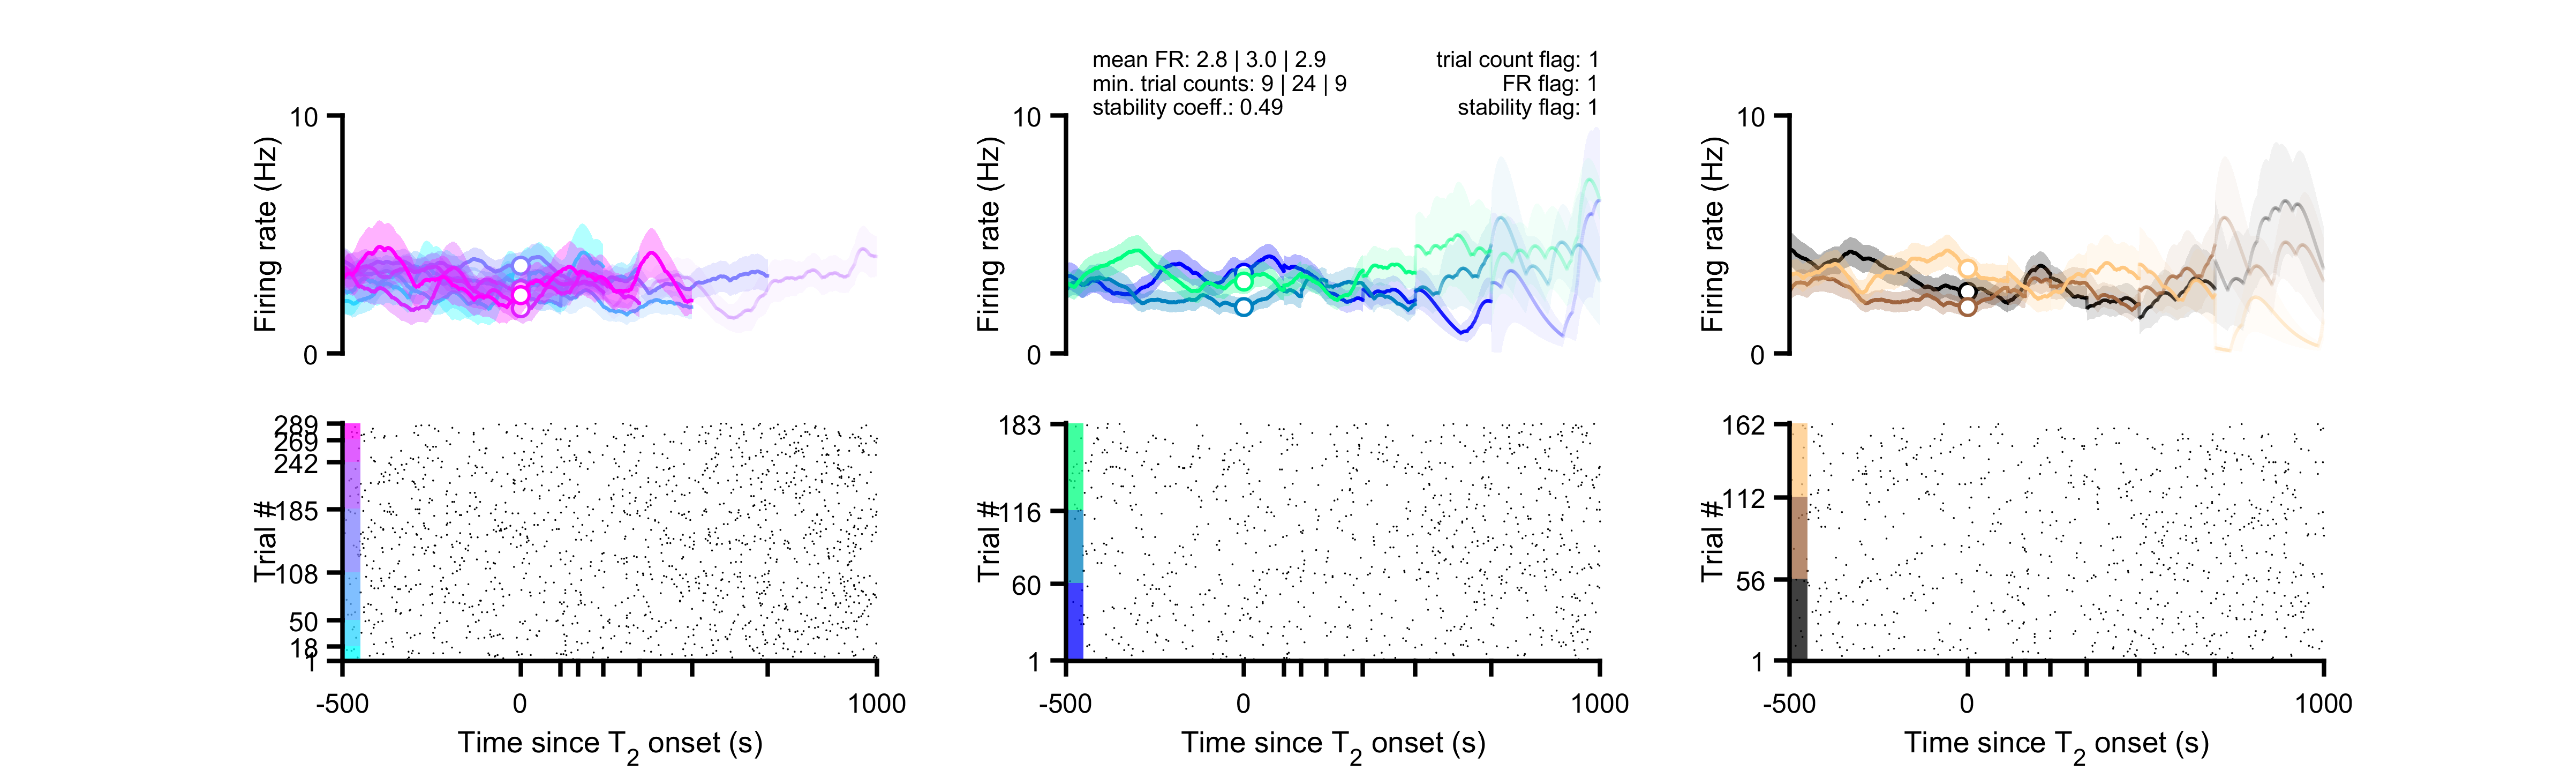 mean FR: 2.8 | 3.0 | 2.9
min. trial counts: 9 | 24 | 9
stability coeff.: 0.49
trial count flag: 1
FR flag: 1
stability flag: 1
10
Firing rate (Hz)
0
10
Firing rate (Hz)
0
10
Firing rate (Hz)
0
289
269
242
185
108
50
18
1
Trial #
-500
0
1000
Time since T2 onset (s)
183
116
60
1
Trial #
-500
0
1000
Time since T2 onset (s)
162
112
56
1
Trial #
-500
0
1000
Time since T2 onset (s)